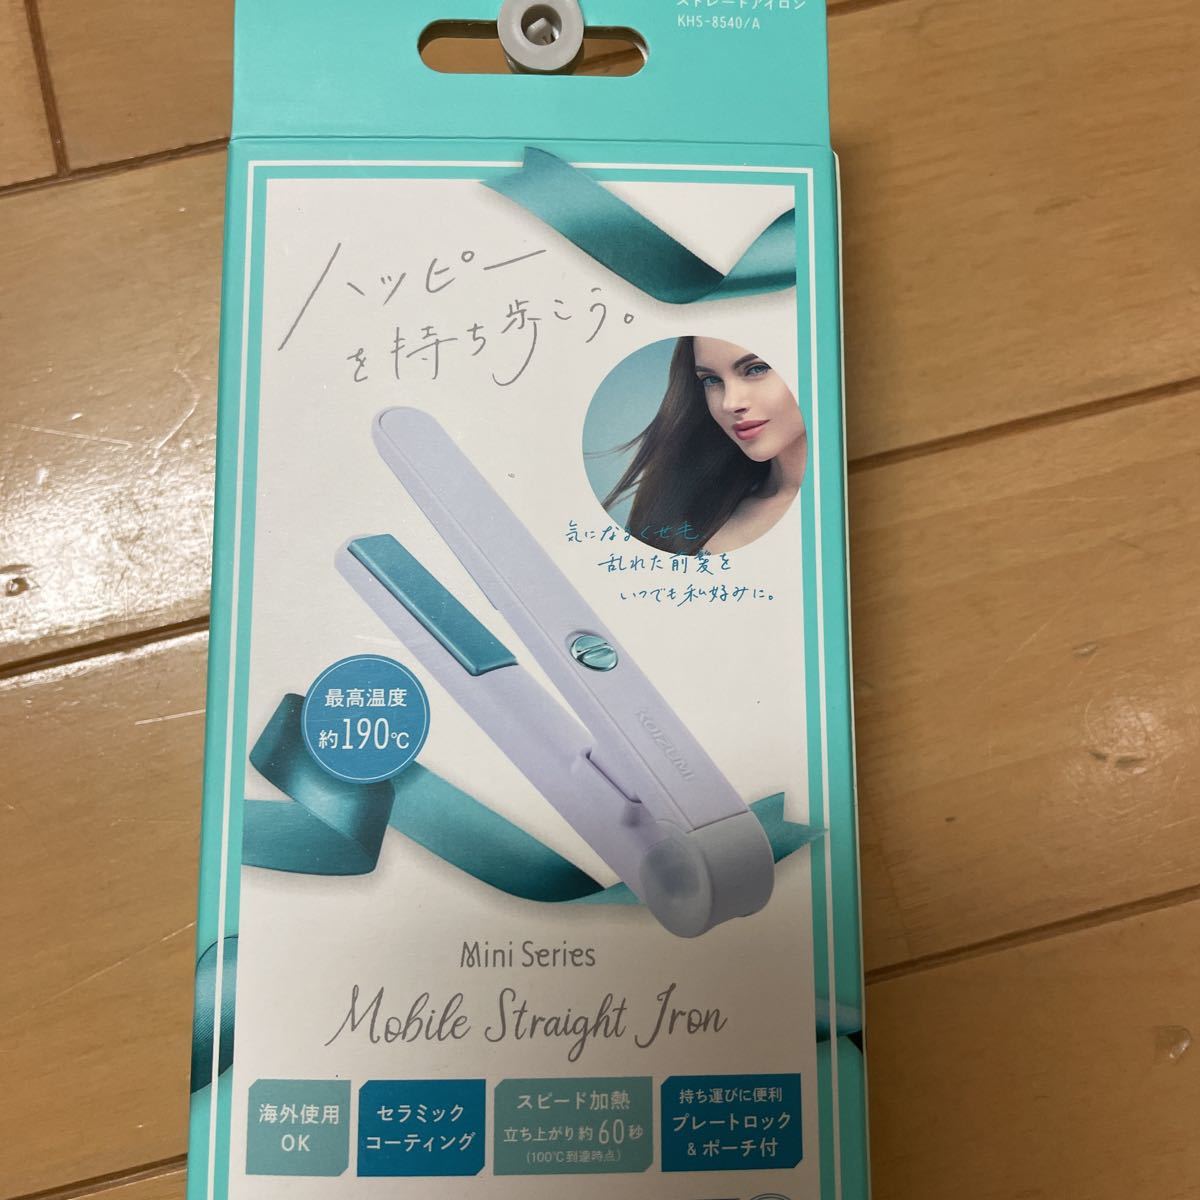 ストレートアイロン
KHS-8540/A
ハッピー
を持ち歩こう。
気になるくせ毛
乱れた前髪を
いつでも私好みに。
最高温度
約190℃
KOIZUMI
Mini Series
Mobile Straight Iron
海外使用
OK
セラミック
コーティング
スピード加熱
立ち上がり約60秒
(100℃到達時点)
持ち運びに便利
プレートロック
&ポーチ付